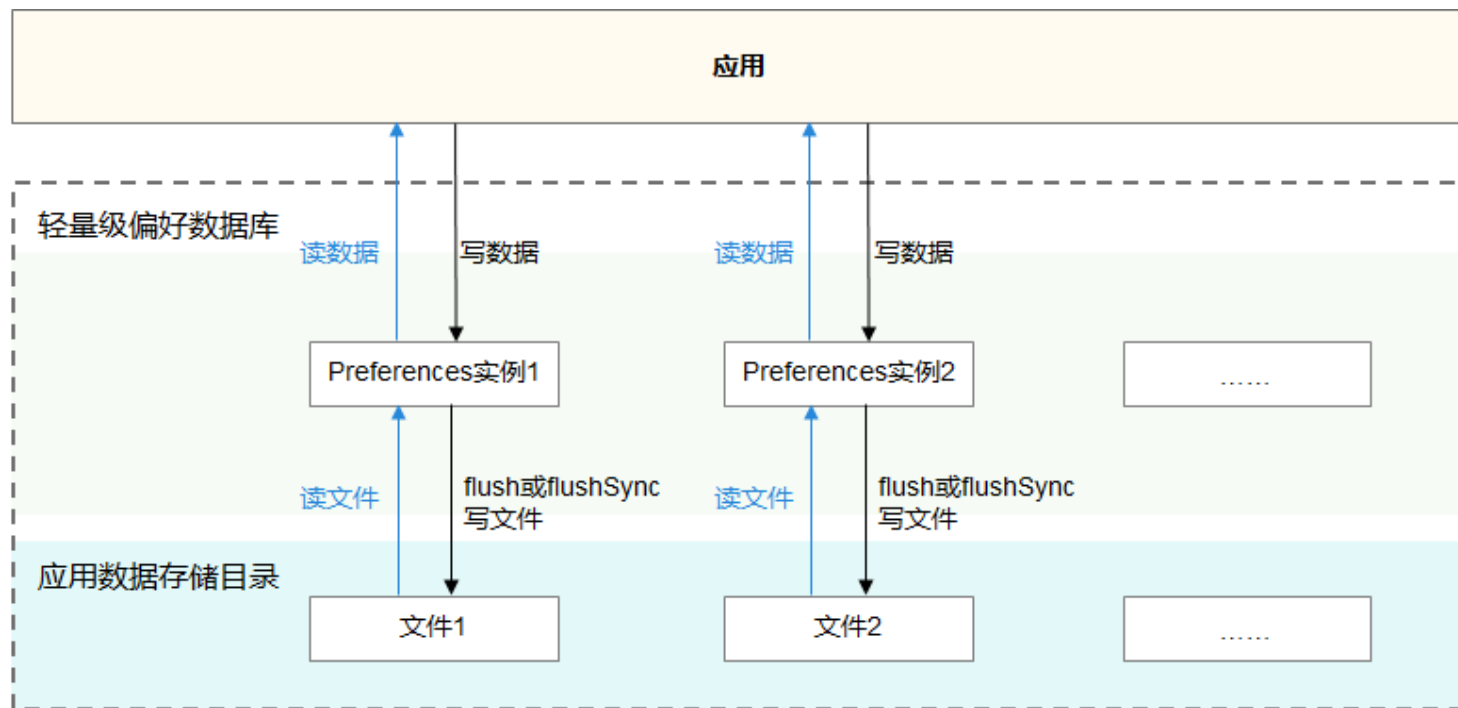 应用
轻量级偏好数据库
读数据
写数据
读数据
写数据
Preferences实例1
Preferences实例2
……
读文件
flush或flushSync
写文件
读文件
flush或flushSync
写文件
应用数据存储目录
文件1
文件2
……